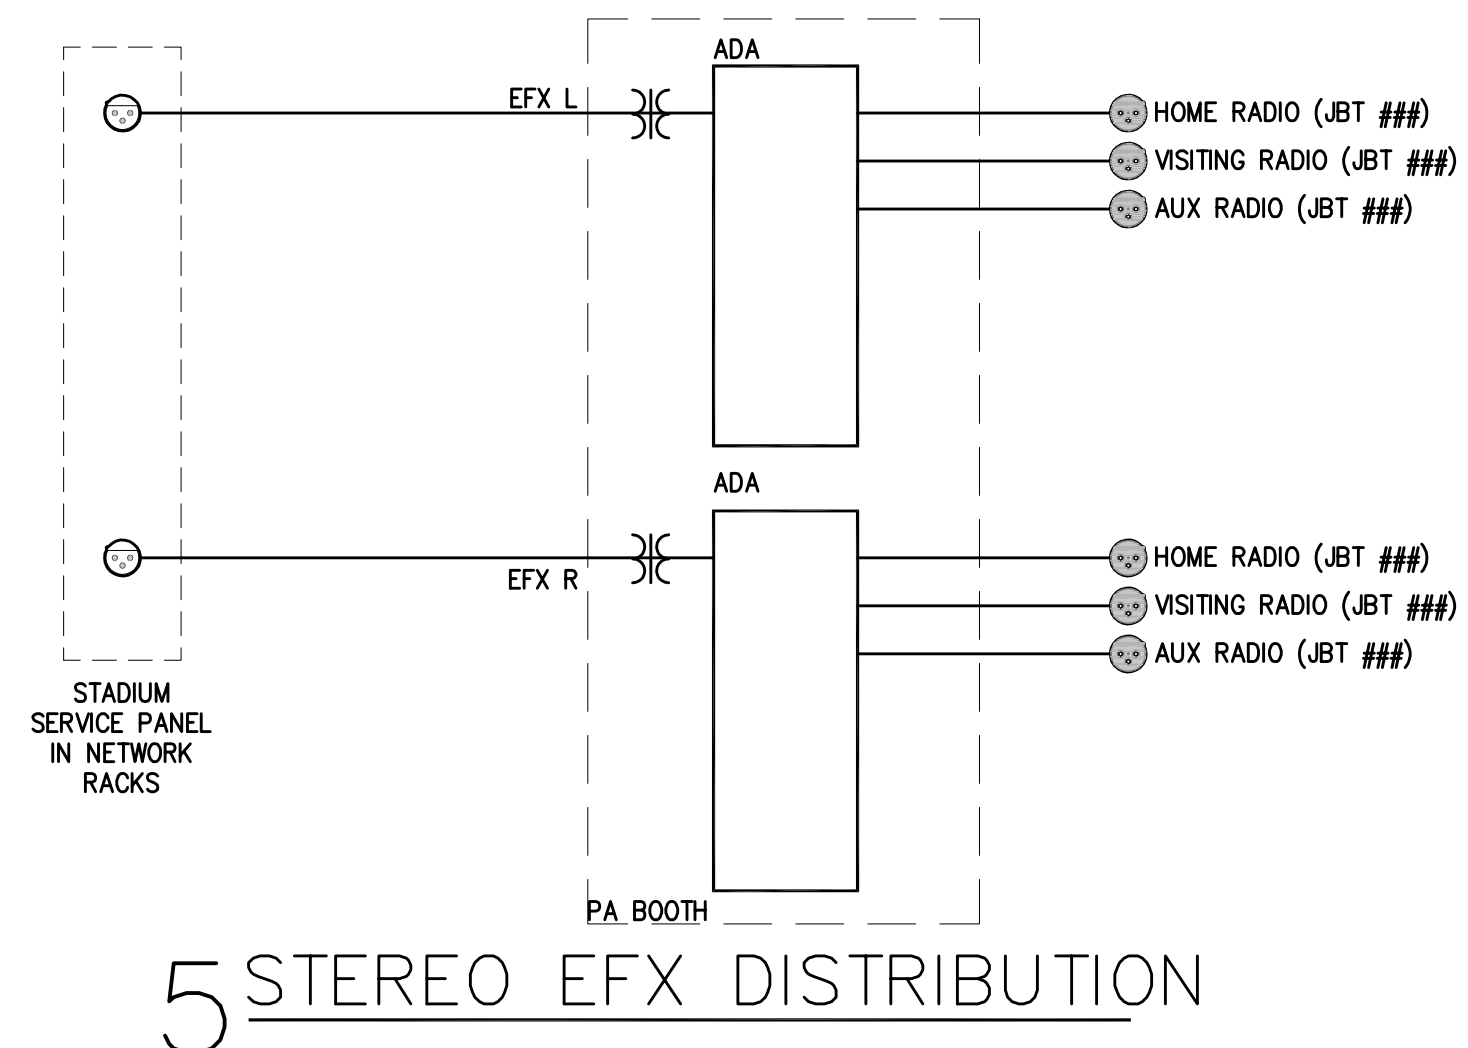 ADA
EFX L
HOME RADIO (JBT ###)
VISITING RADIO (JBT ###)
AUX RADIO (JBT ###)
ADA
EFX R
HOME RADIO (JBT ###)
VISITING RADIO (JBT ###)
AUX RADIO (JBT ###)
STADIUM
SERVICE PANEL
IN NETWORK
RACKS
PA BOOTH
5 STEREO EFX DISTRIBUTION